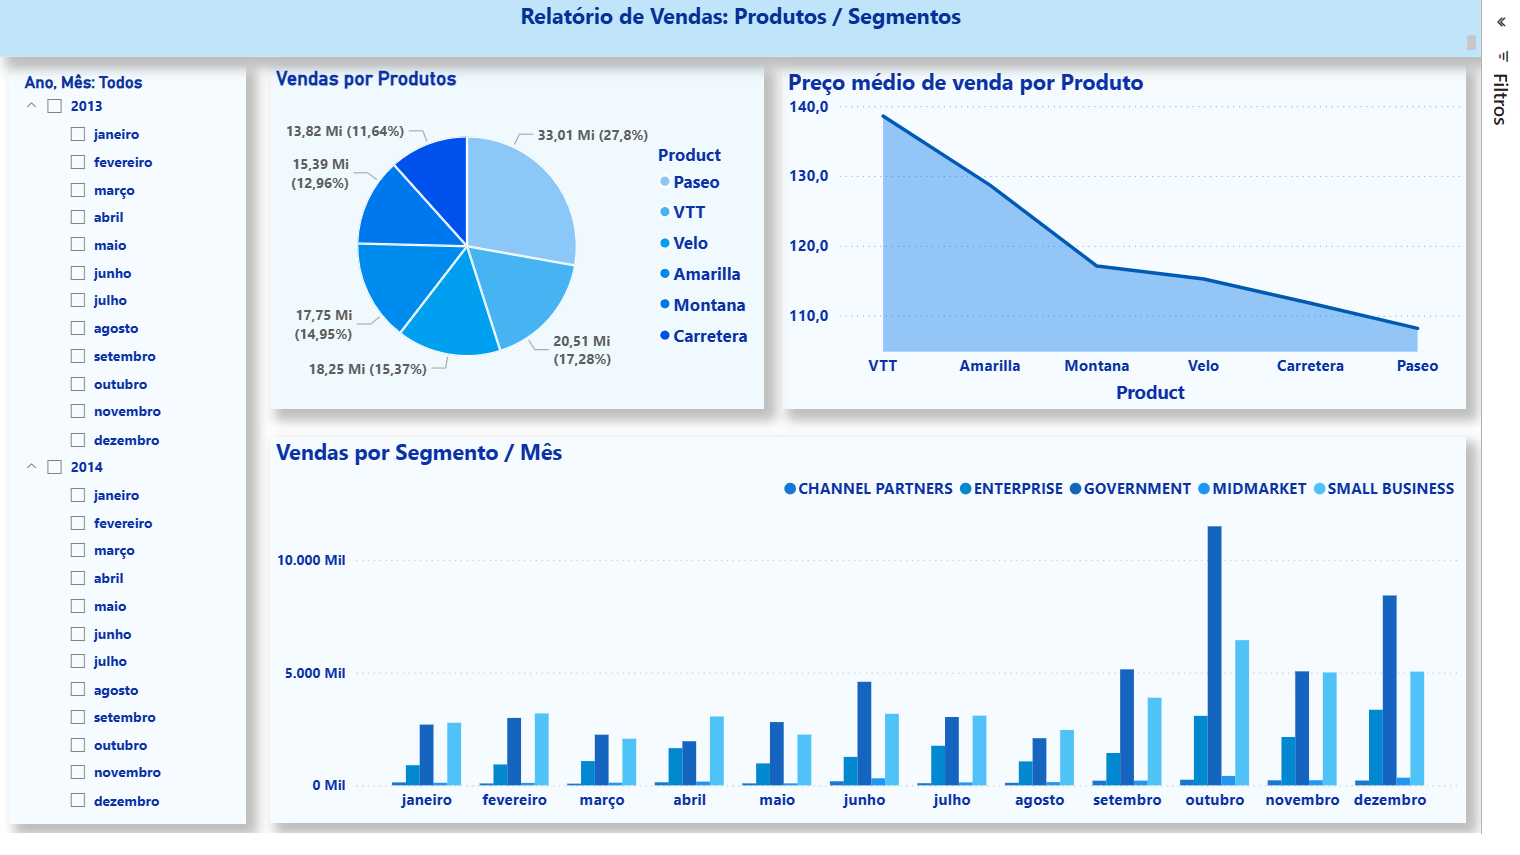 Relatório de Vendas: Produtos / Segmentos
Filtros
Ano, Mês: Todos
2013
janeiro
fevereiro
março
abril
maio
junho
julho
agosto
setembro
outubro
novembro
dezembro
2014
janeiro
fevereiro
março
abril
maio
junho
julho
agosto
setembro
outubro
novembro
dezembro
Vendas por Produtos
13,82 Mi (11,64%)
33,01 Mi (27,8%)
15,39 Mi
(12,96%)
17,75 Mi
(14,95%)
18,25 Mi (15,37%)
20,51 Mi
(17,28%)
Product
Paseo
VTT
Velo
Amarilla
Montana
Carretera
Preço médio de venda por Produto
140,0
130,0
120,0
110,0
VTT Amarilla Montana Velo Carretera Paseo
Product
Vendas por Segmento / Mês
CHANNEL PARTNERS ENTERPRISE GOVERNMENT MIDMARKET SMALL BUSINESS
10.000 Mil
5.000 Mil
0 Mil
janeiro fevereiro março abril maio junho julho agosto setembro outubro novembro dezembro